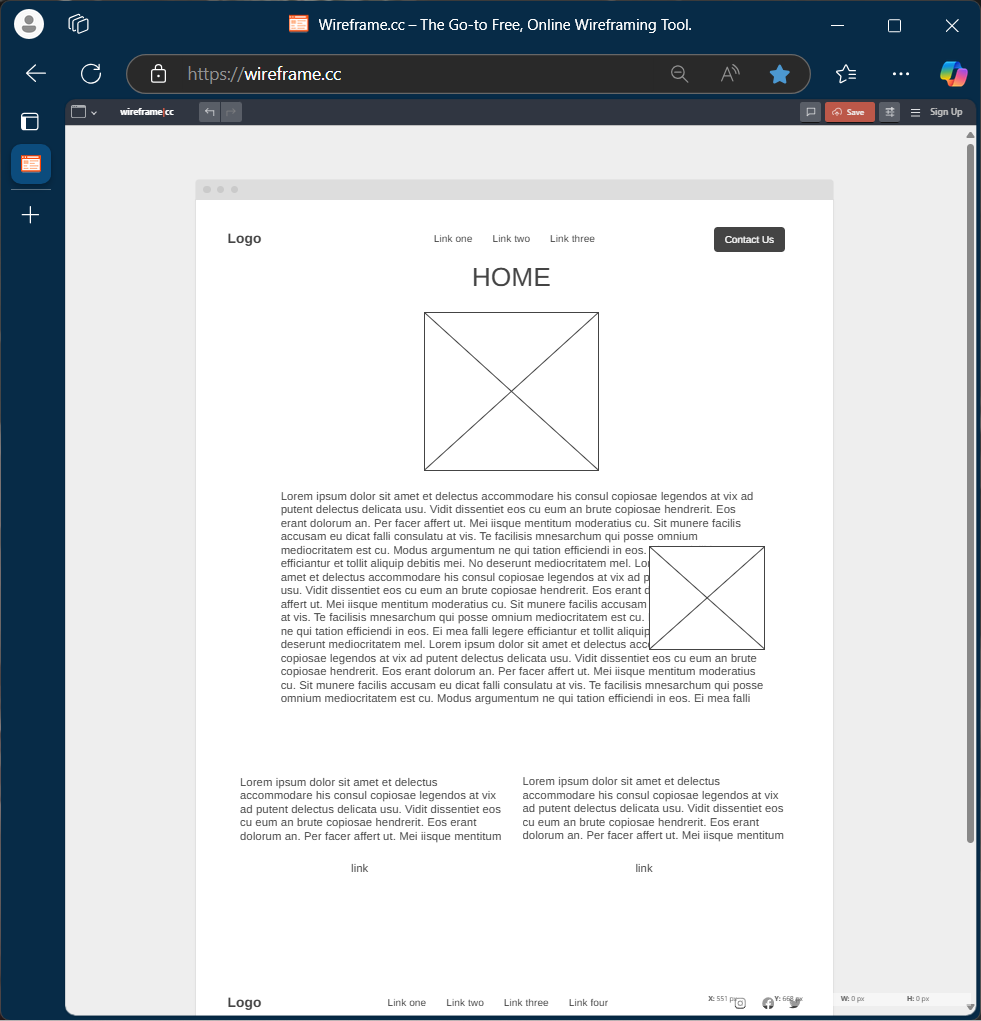 Wireframe.cc – The Go-to Free, Online Wireframing Tool.
https://wireframe.cc
wireframe|cc
Save
Sign Up
Logo
Link one
Link two
Link three
Contact Us
HOME
Lorem ipsum dolor sit amet et delectus accommodare his consul copiosae legendos at vix ad
putent delectus delicata usu. Vidit dissentiet eos cu eum an brute copiosae hendrerit. Eos
erant dolorum an. Per facer affert ut. Mei iisque mentitum moderatius cu. Sit munere facilis
accusam eu dicat falli consulatu at vis. Te facilisis mnesarchum qui posse omnium
mediocritatem est cu. Modus argumentum ne qui tation efficiendi in eos.
efficiantur et tollit aliquip debitis mei. No deserunt mediocritatem mel. Lor
amet et delectus accommodare his consul copiosae legendos at vix ad p
usu. Vidit dissentiet eos cu eum an brute copiosae hendrerit. Eos erant d
affert ut. Mei iisque mentitum moderatius cu. Sit munere facilis accusam
at vis. Te facilisis mnesarchum qui posse omnium mediocritatem est cu.
ne qui tation efficiendi in eos. Ei mea falli legere efficiantur et tollit aliquip
deserunt mediocritatem mel. Lorem ipsum dolor sit amet et delectus acc
copiosae legendos at vix ad putent delectus delicata usu. Vidit dissentiet eos cu eum an brute
copiosae hendrerit. Eos erant dolorum an. Per facer affert ut. Mei iisque mentitum moderatius
cu. Sit munere facilis accusam eu dicat falli consulatu at vis. Te facilisis mnesarchum qui posse
omnium mediocritatem est cu. Modus argumentum ne qui tation efficiendi in eos. Ei mea falli
Lorem ipsum dolor sit amet et delectus
accommodare his consul copiosae legendos at vix
ad putent delectus delicata usu. Vidit dissentiet eos
cu eum an brute copiosae hendrerit. Eos erant
dolorum an. Per facer affert ut. Mei iisque mentitum
link
Lorem ipsum dolor sit amet et delectus
accommodare his consul copiosae legendos at vix
ad putent delectus delicata usu. Vidit dissentiet eos
cu eum an brute copiosae hendrerit. Eos erant
dolorum an. Per facer affert ut. Mei iisque mentitum
link
Logo
Link one
Link two
Link three
Link four
X: 551 px
Y: 668 px
W: 0 px
H: 0 px